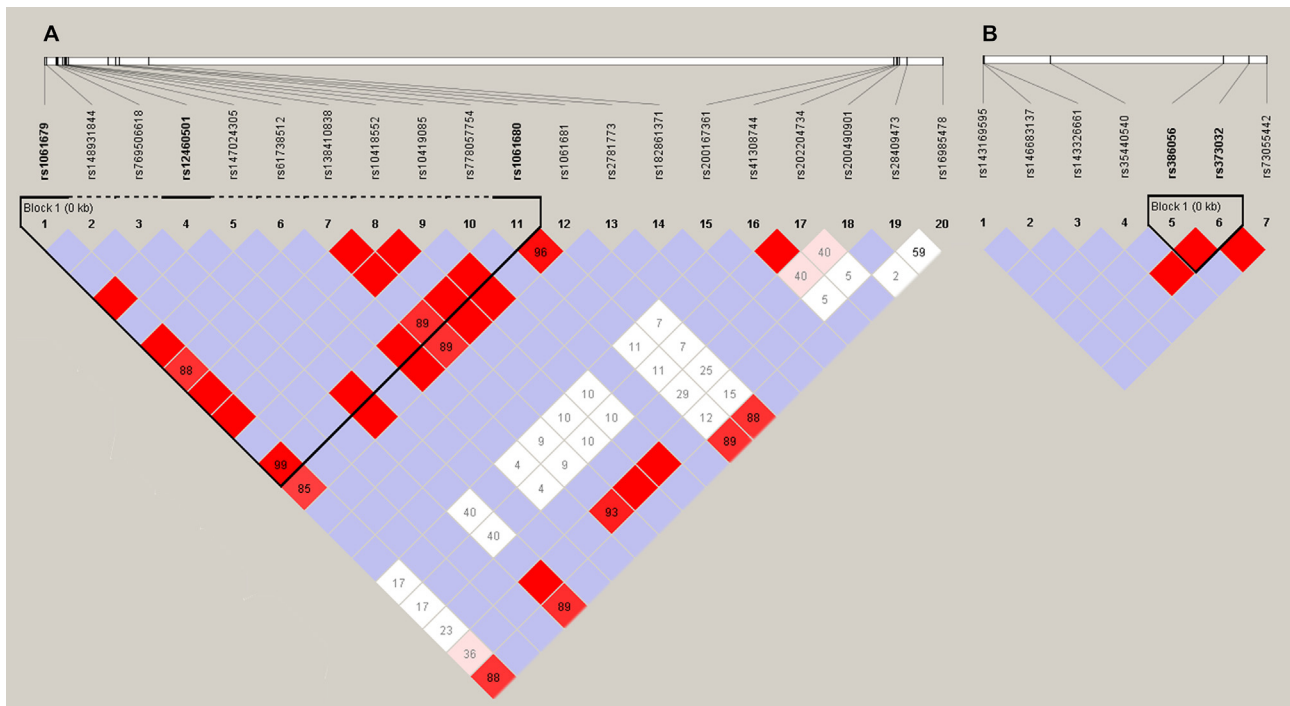 A
B
rs1061679
rs148931844
rs769506618
rs12460501
rs147024305
rs61738512
rs138410838
rs10418552
rs10419085
rs778057754
rs1061680
rs1061681
rs2781773
rs182861371
rs200167361
rs41308744
rs202204734
rs200490901
rs28409473
rs16985478
rs143169595
rs146683137
rs143326661
rs35440540
rs386056
rs373032
rs73055442
Block 1 (0 kb)
Block 1 (0 kb)
1 2 3 4 5 6 7 8 9 10 11 12 13 14 15 16 17 18 19 20
1 2 3 4 5 6 7
96 40 59
40 5 2
5
89 7
89 11 7
88 11 25
10 29 15
10 10 12 88
9 10 89
99 4 9
85 4
40 93
40
17
17 89
23
36
88